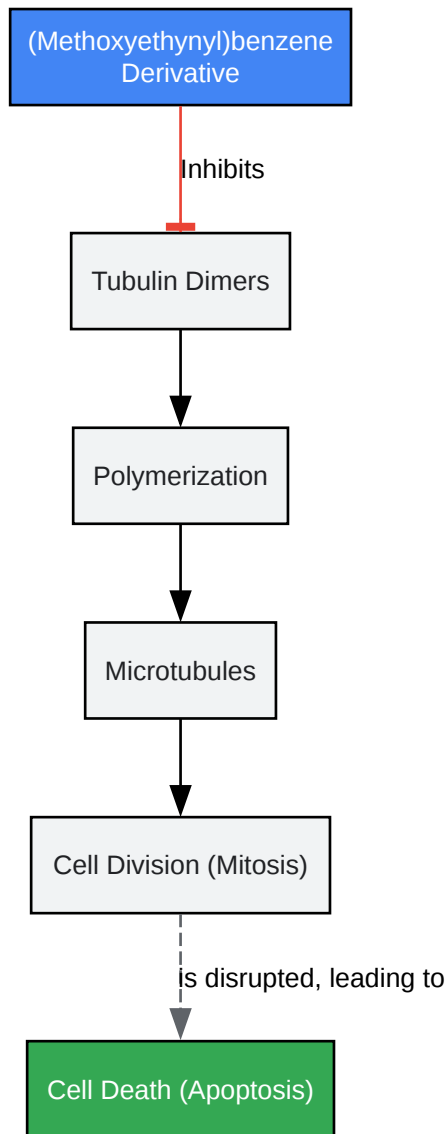 (Methoxyethynyl)benzene
Derivative
Inhibits
Tubulin Dimers
Polymerization
Microtubules
Cell Division (Mitosis)
is disrupted, leading to
Cell Death (Apoptosis)